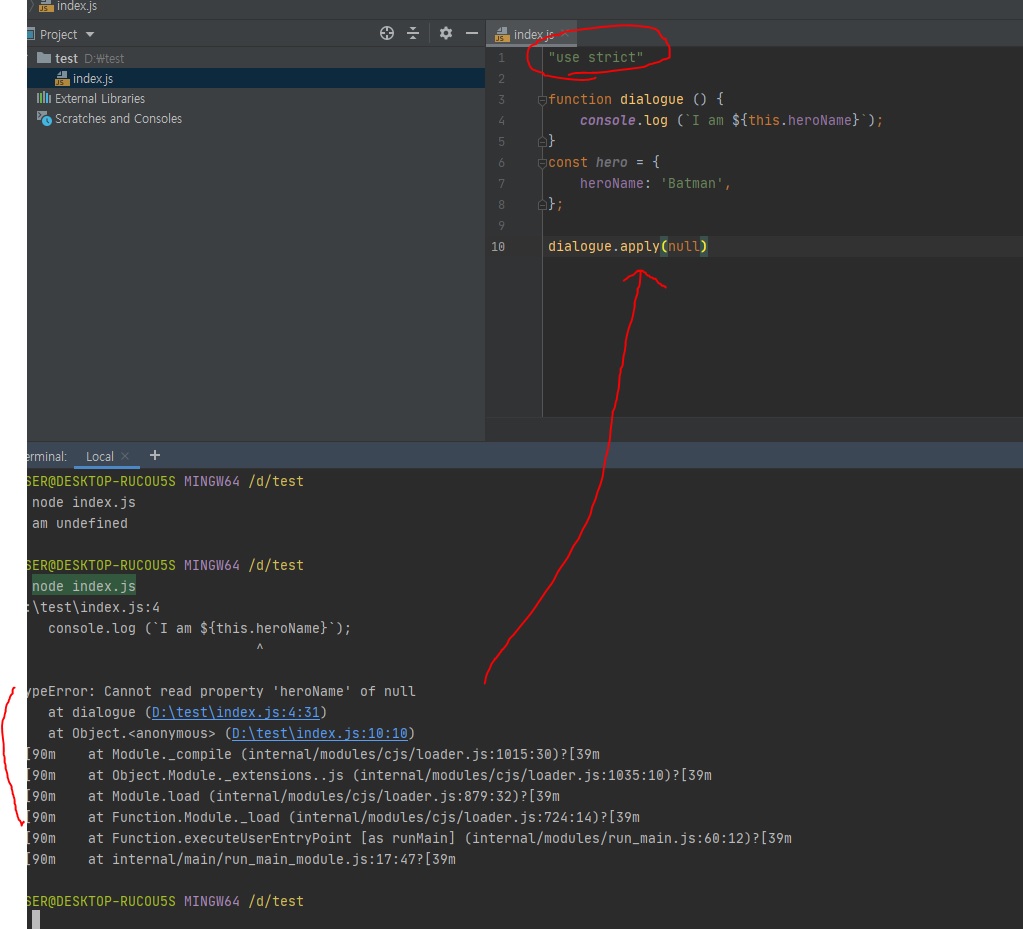 index.js
Project
index.js
test D:\test
index.js
External Libraries
Scratches and Consoles
1 "use strict"
2
3 function dialogue () {
4 console.log (`I am ${this.heroName}`);
5 }
6 const hero = {
7 heroName: 'Batman',
8 };
9
10 dialogue.apply(null)
erminal: Local +
SER@DESKTOP-RUCOU5S MINGW64 /d/test
node index.js
am undefined
SER@DESKTOP-RUCOU5S MINGW64 /d/test
node index.js
:\test\index.js:4
console.log (`I am ${this.heroName}`);
^
ypeError: Cannot read property 'heroName' of null
at dialogue (D:\test\index.js:4:31)
at Object.<anonymous> (D:\test\index.js:10:10)
[90m at Module._compile (internal/modules/cjs/loader.js:1015:30)?[39m
[90m at Object.Module._extensions..js (internal/modules/cjs/loader.js:1035:10)?[39m
[90m at Module.load (internal/modules/cjs/loader.js:879:32)?[39m
[90m at Function.Module._load (internal/modules/cjs/loader.js:724:14)?[39m
[90m at Function.executeUserEntryPoint [as runMain] (internal/modules/run_main.js:60:12)?[39m
[90m at internal/main/run_main_module.js:17:47?[39m
SER@DESKTOP-RUCOU5S MINGW64 /d/test